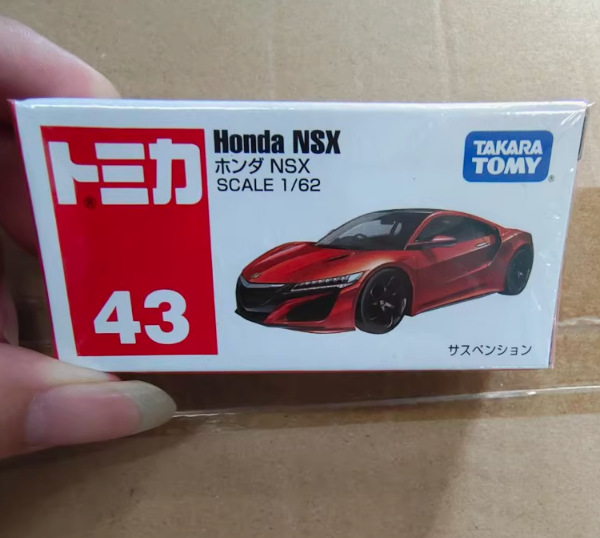 トミカ
43
Honda NSX
ホンダ NSX
SCALE 1/62
TAKARA
TOMY
サスペンション